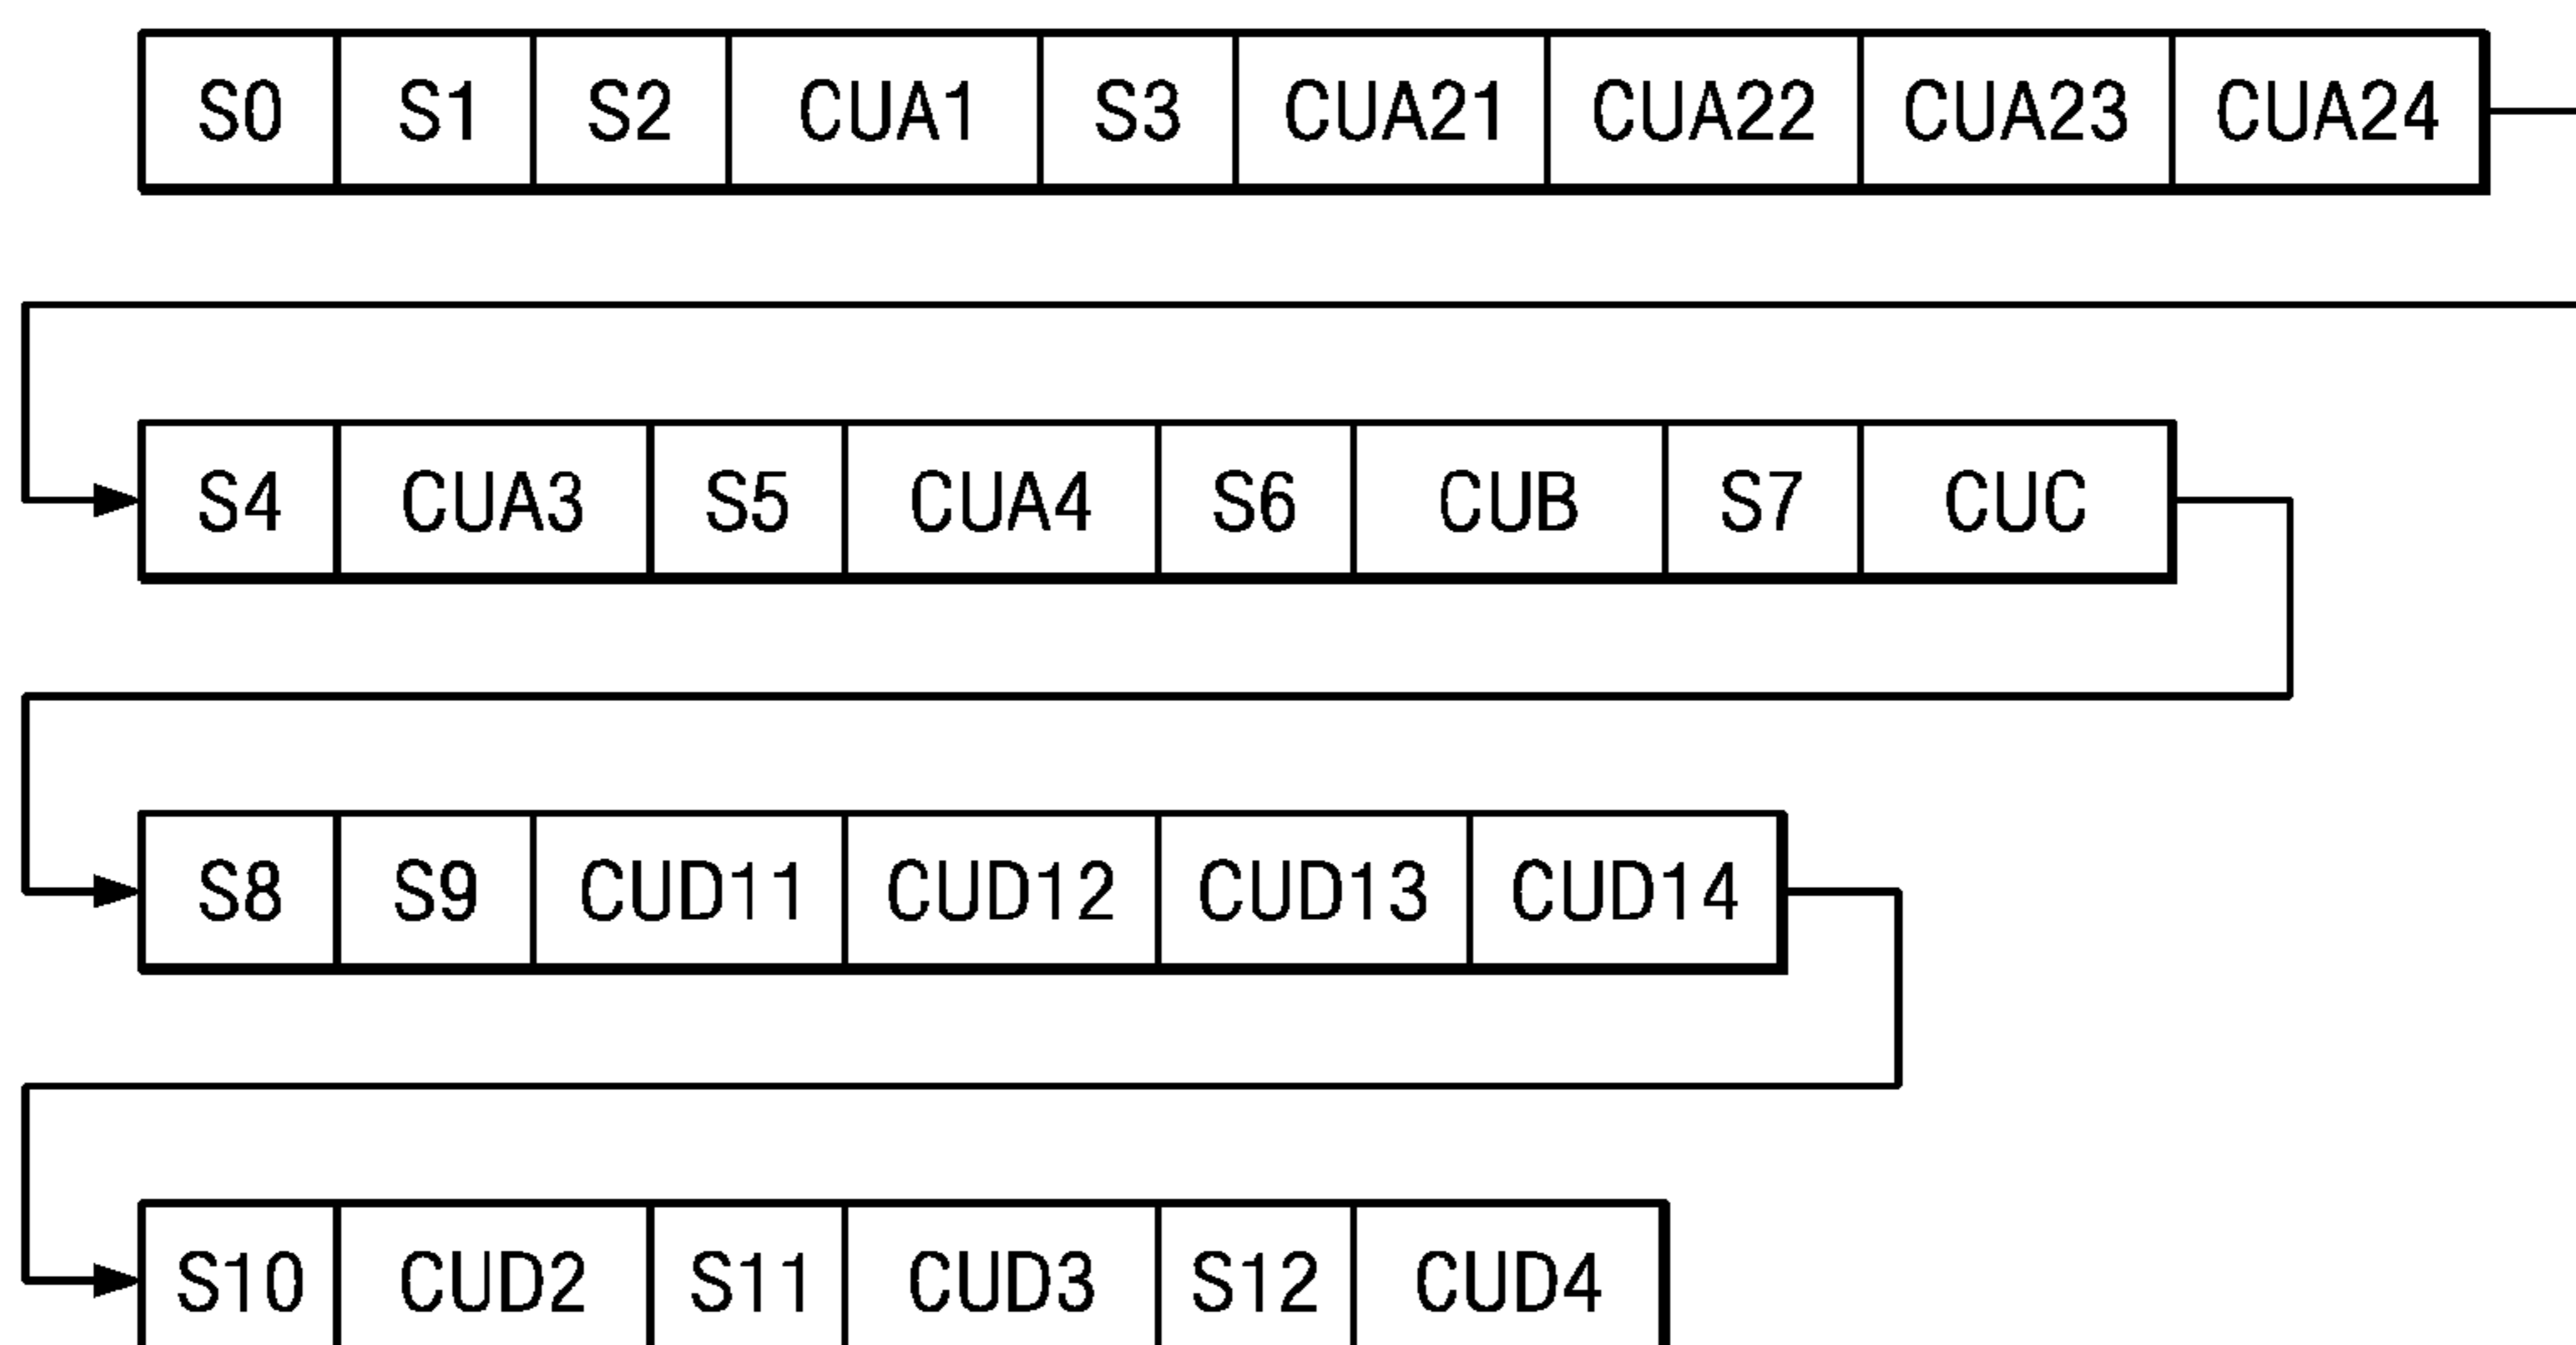 S0 S1 S2 CUA1 S3 CUA21 CUA22 CUA23 CUA24
S4 CUA3 S5 CUA4 S6 CUB S7 CUC
S8 S9 CUD11 CUD12 CUD13 CUD14
S10 CUD2 S11 CUD3 S12 CUD4